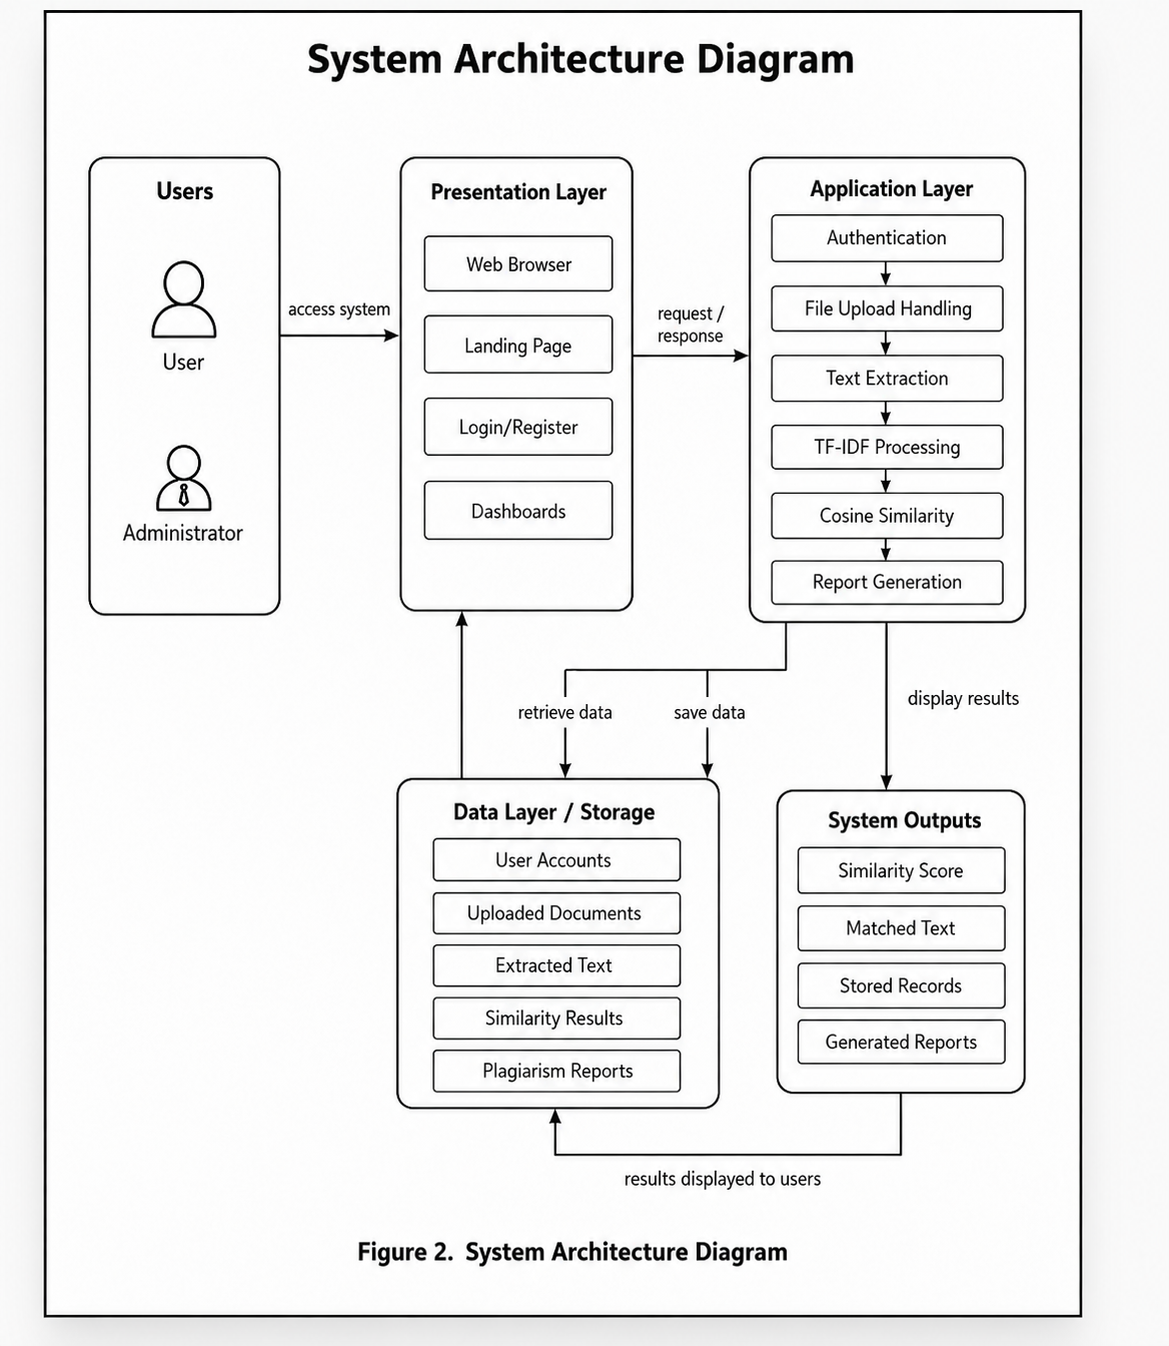 System Architecture Diagram
Users
User
Administrator
access system
Presentation Layer
Web Browser
Landing Page
Login/Register
Dashboards
request /
response
Application Layer
Authentication
File Upload Handling
Text Extraction
TF-IDF Processing
Cosine Similarity
Report Generation
retrieve data
save data
display results
Data Layer / Storage
User Accounts
Uploaded Documents
Extracted Text
Similarity Results
Plagiarism Reports
System Outputs
Similarity Score
Matched Text
Stored Records
Generated Reports
results displayed to users
Figure 2.  System Architecture Diagram